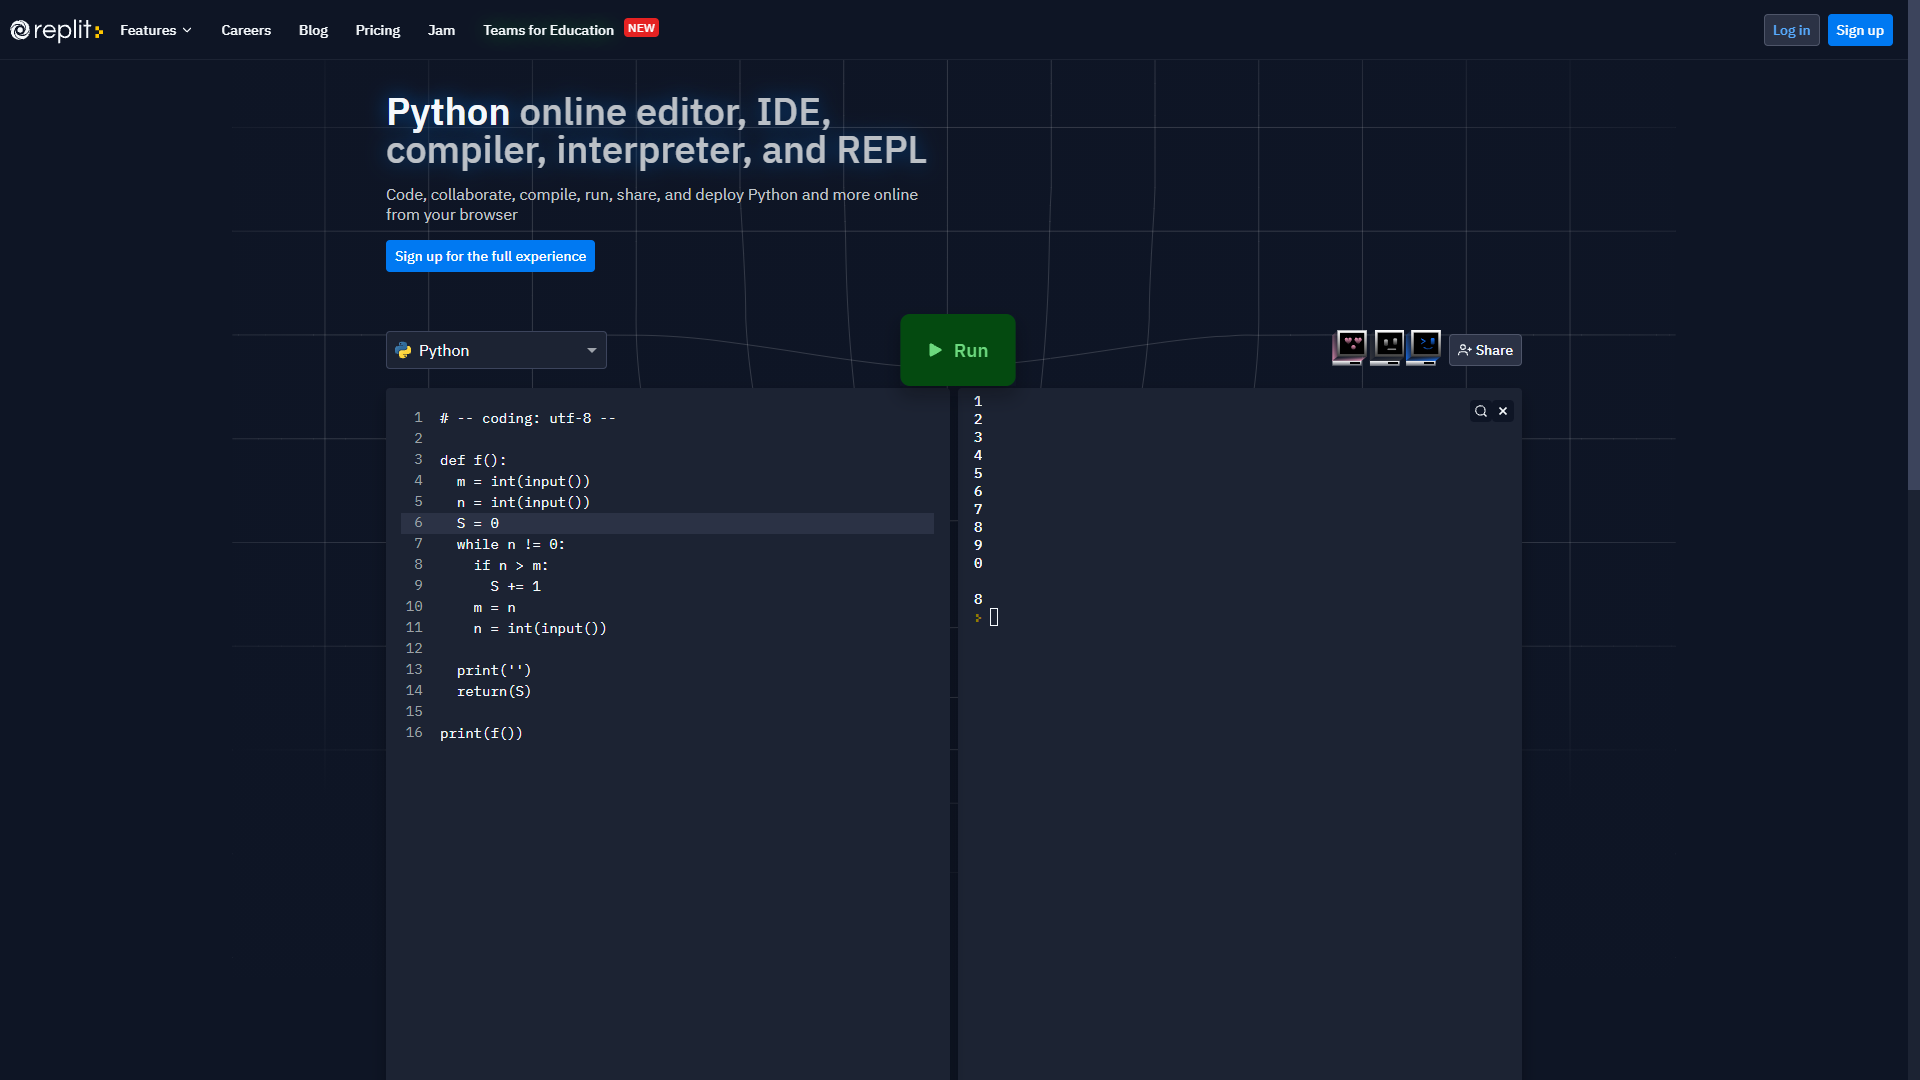 replit
Features
Careers
Blog
Pricing
Jam
Teams for Education
NEW
Log in
Sign up
Python online editor, IDE,
compiler, interpreter, and REPL
Code, collaborate, compile, run, share, and deploy Python and more online
from your browser
Sign up for the full experience
Python
Run
Share
1 # -- coding: utf-8 --
2
3 def f():
4   m = int(input())
5   n = int(input())
6   S = 0
7   while n != 0:
8     if n > m:
9       S += 1
10     m = n
11     n = int(input())
12
13   print('')
14   return(S)
15
16 print(f())
1
2
3
4
5
6
7
8
9
0
8